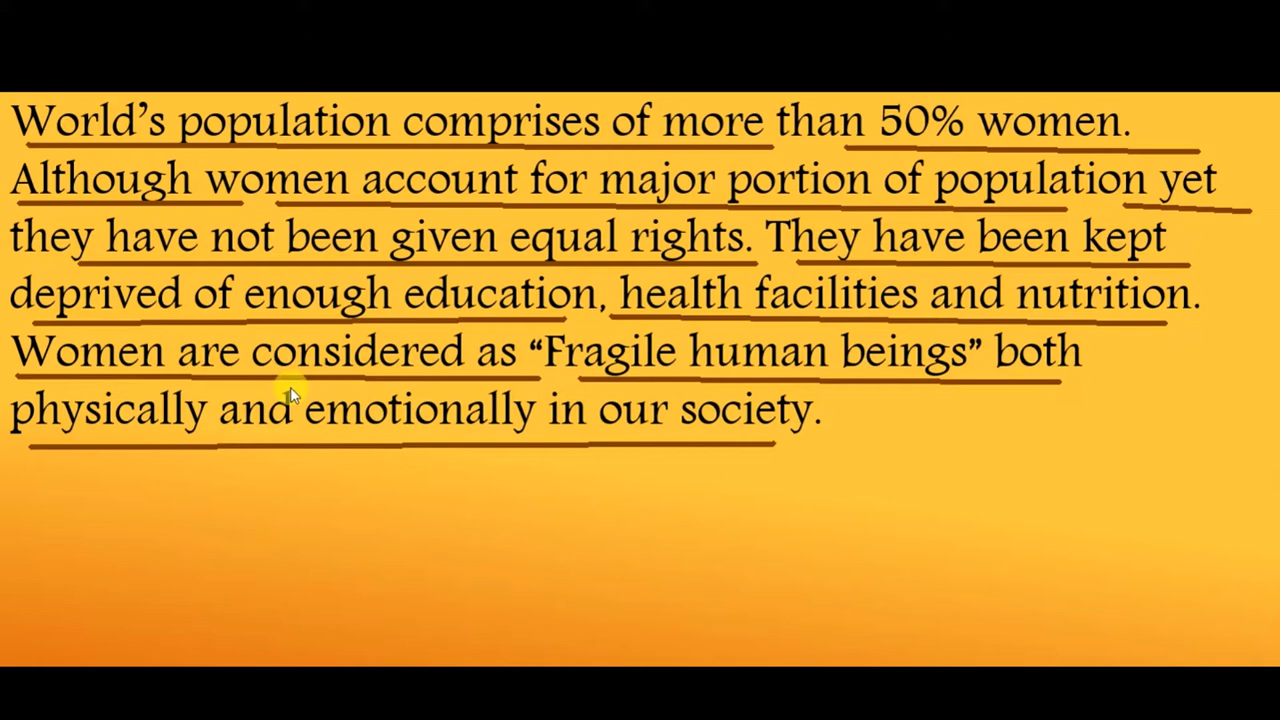 World’s population comprises of more than 50% women.
Although women account for major portion of population yet
they have not been given equal rights. They have been kept
deprived of enough education, health facilities and nutrition.
Women are considered as “Fragile human beings” both
physically and emotionally in our society.